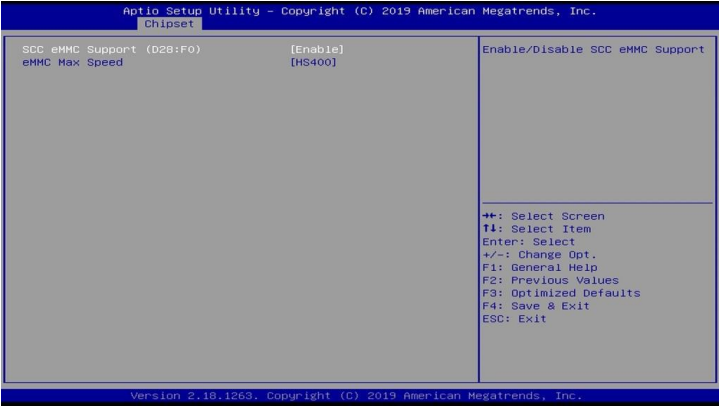 Aptio Setup Utility – Copyright (C) 2019 American Megatrends, Inc.
Chipset
SCC eMMC Support (D28:F0) [Enable]
eMMC Max Speed [HS400]
Enable/Disable SCC eMMC Support
→←: Select Screen
↑↓: Select Item
Enter: Select
+/-: Change Opt.
F1: General Help
F2: Previous Values
F3: Optimized Defaults
F4: Save & Exit
ESC: Exit
Version 2.18.1263. Copyright (C) 2019 American Megatrends, Inc.